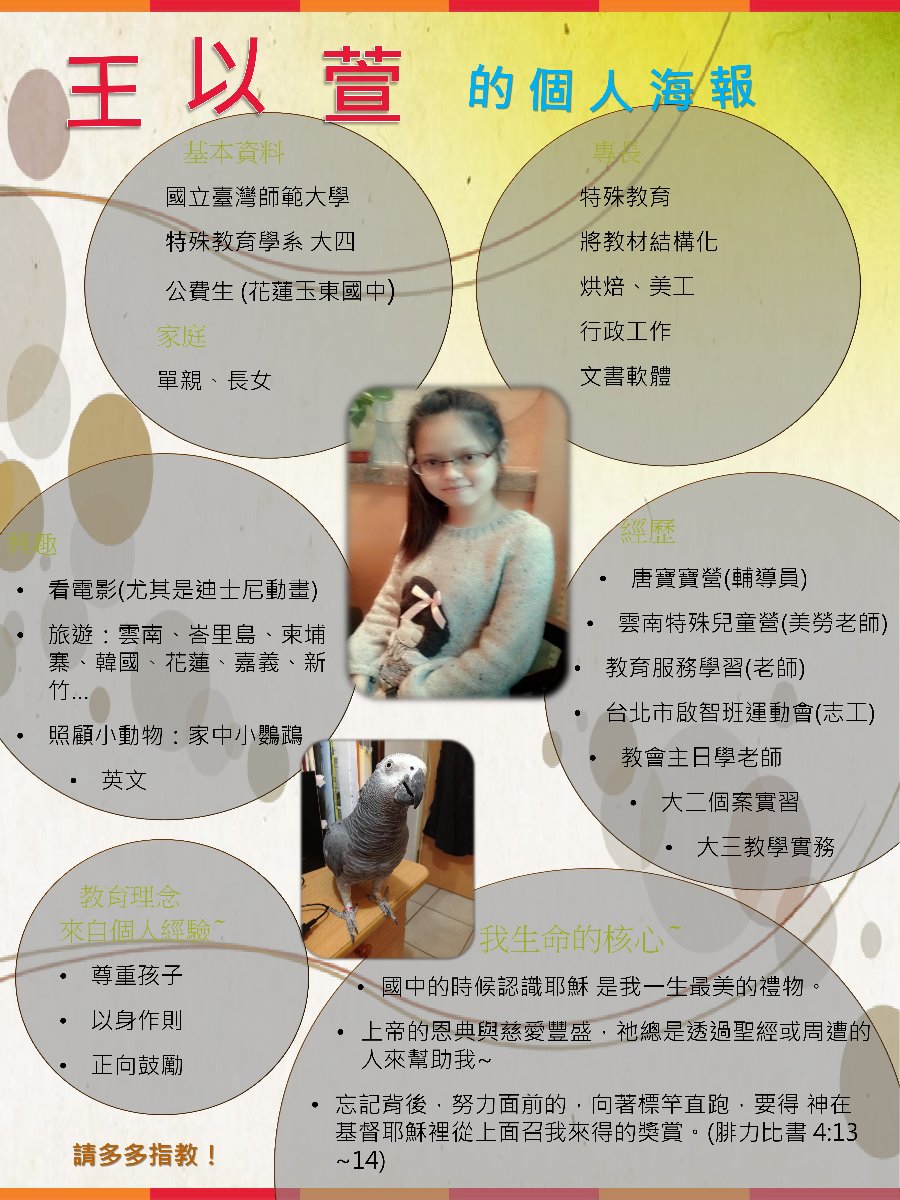 王以萱 的個人海報
基本資料
國立臺灣師範大學
特殊教育學系 大四
公費生 (花蓮玉東國中)
家庭
單親、長女
專長
特殊教育
將教材結構化
烘焙、美工
行政工作
文書軟體
興趣
• 看電影(尤其是迪士尼動畫)
• 旅遊：雲南、峇里島、柬埔
寨、韓國、花蓮、嘉義、新
竹...
• 照顧小動物：家中小鸚鵡
• 英文
經歷
• 唐寶寶營(輔導員)
• 雲南特殊兒童營(美勞老師)
• 教育服務學習(老師)
• 台北市啟智班運動會(志工)
• 教會主日學老師
• 大二個案實習
• 大三教學實務
教育理念
來自個人經驗~
• 尊重孩子
• 以身作則
• 正向鼓勵
我生命的核心~
• 國中的時候認識耶穌 是我一生最美的禮物。
• 上帝的恩典與慈愛豐盛，祂總是透過聖經或周遭的
人來幫助我~
• 忘記背後，努力面前的，向著標竿直跑，要得 神在
基督耶穌裡從上面召我來得的獎賞。(腓力比書 4:13
~14)
請多多指教！